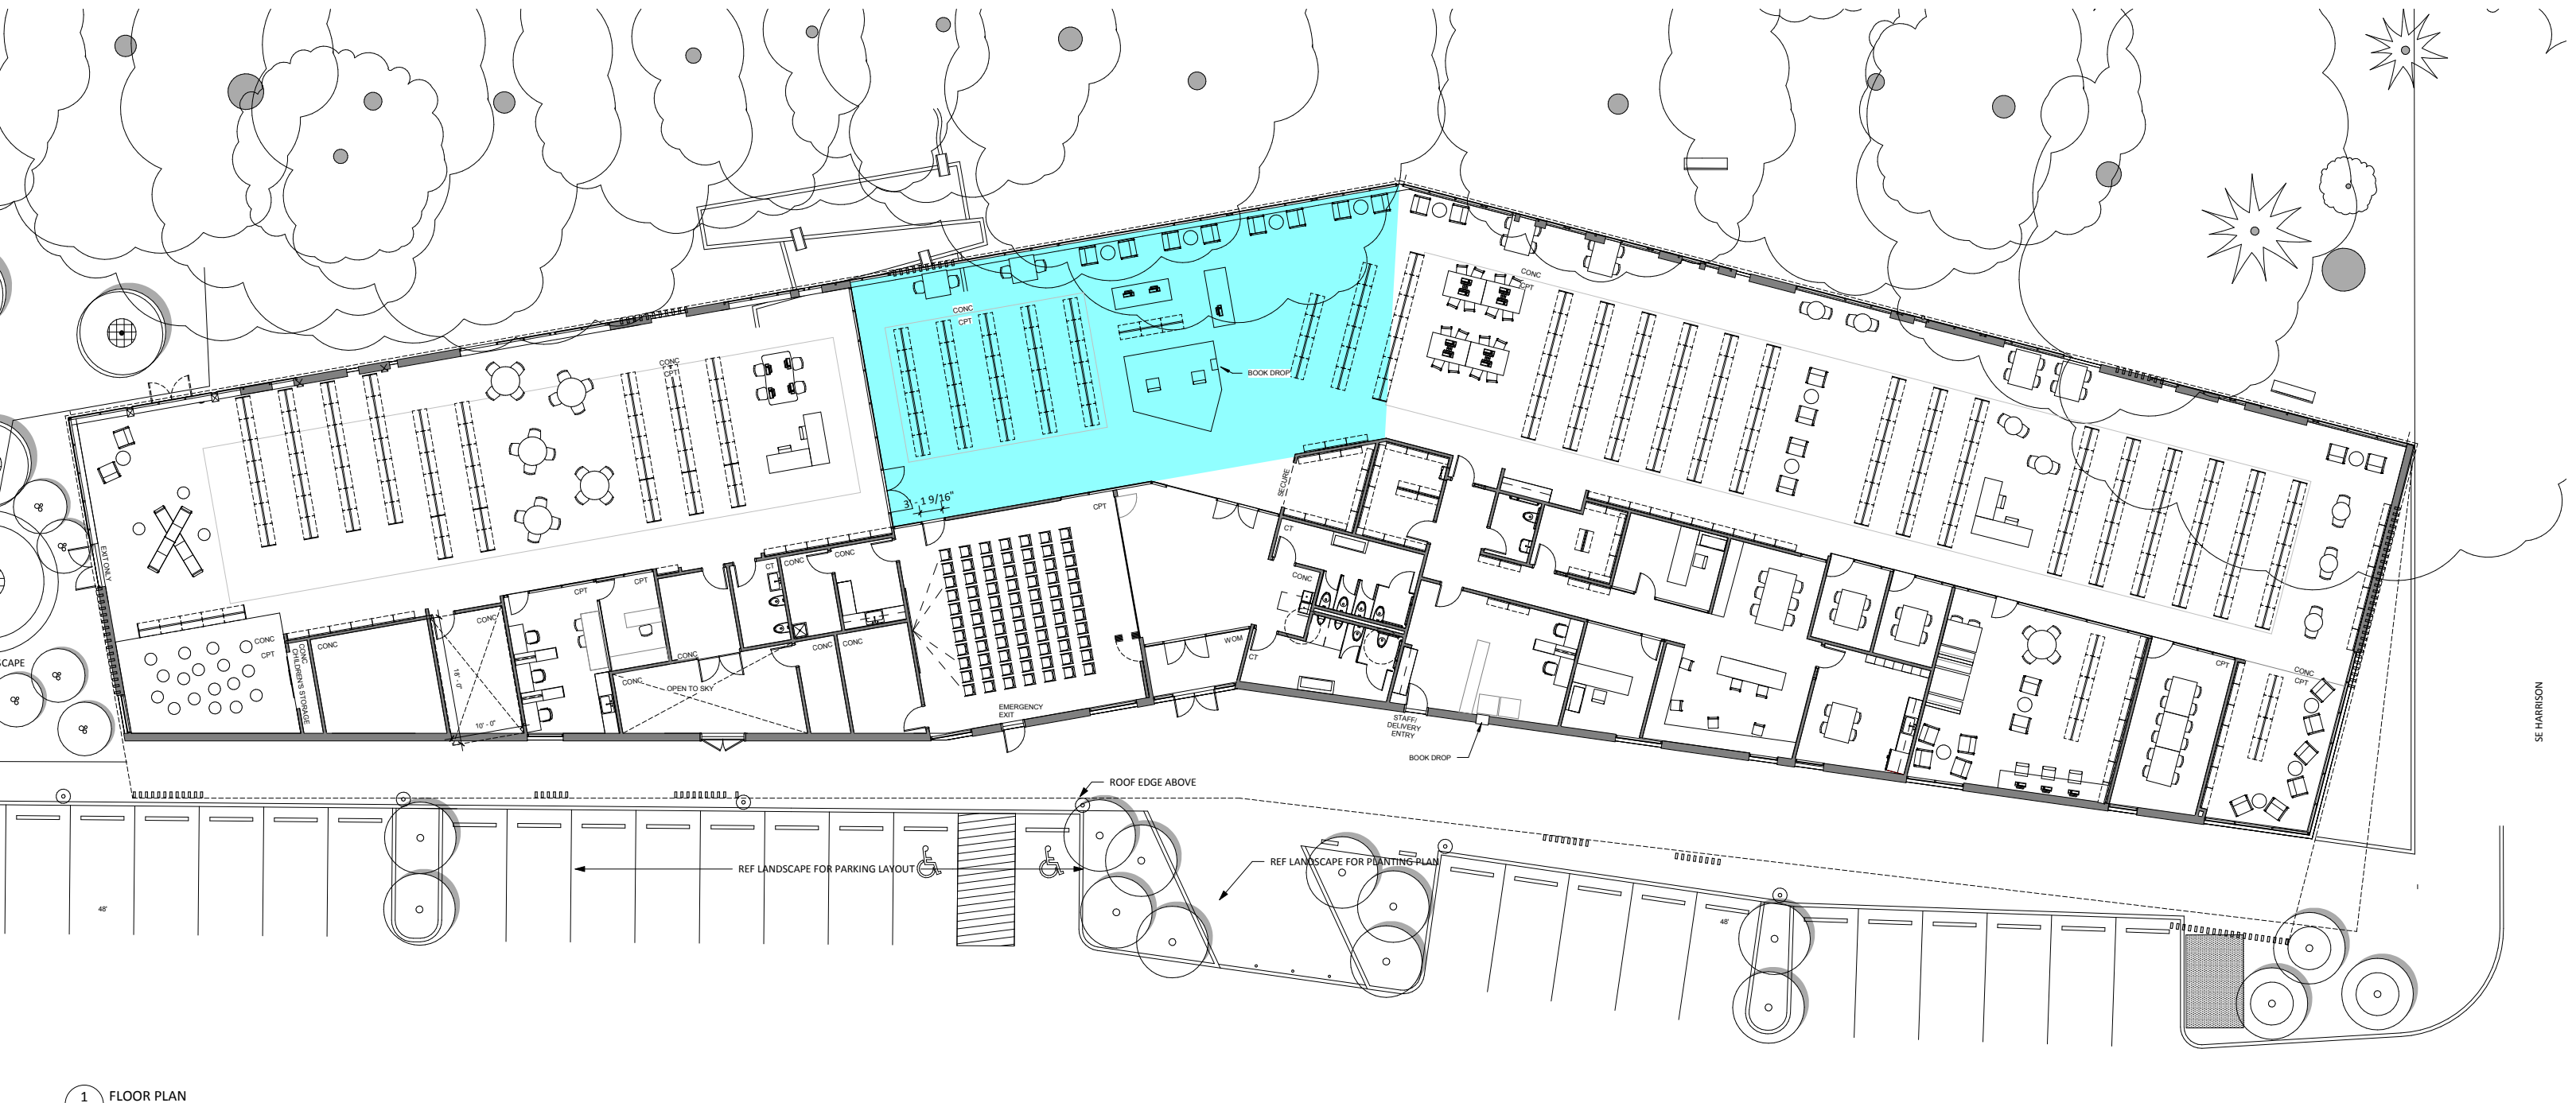 CONC
CPT
CONC
CPT
CONC
CPT
BOOK DROP
3' - 1 9/16"
CPT
SECURE
CT
CONC
EXIT ONLY
CPT
CT
CONC
CONC
CONC
CONC
CPT
CONC
CHILDREN'S STORAGE
CONC
18' - 0"
10' - 0"
CONC
CONC
OPEN TO SKY
CONC
CONC
WOM
CT
EMERGENCY
EXIT
STAFF/
DELIVERY
ENTRY
BOOK DROP
CPT
CONC
CPT
SCAPE
SE HARRISON
ROOF EDGE ABOVE
REF LANDSCAPE FOR PARKING LAYOUT
REF LANDSCAPE FOR PLANTING PLAN
48'
48'
1 FLOOR PLAN